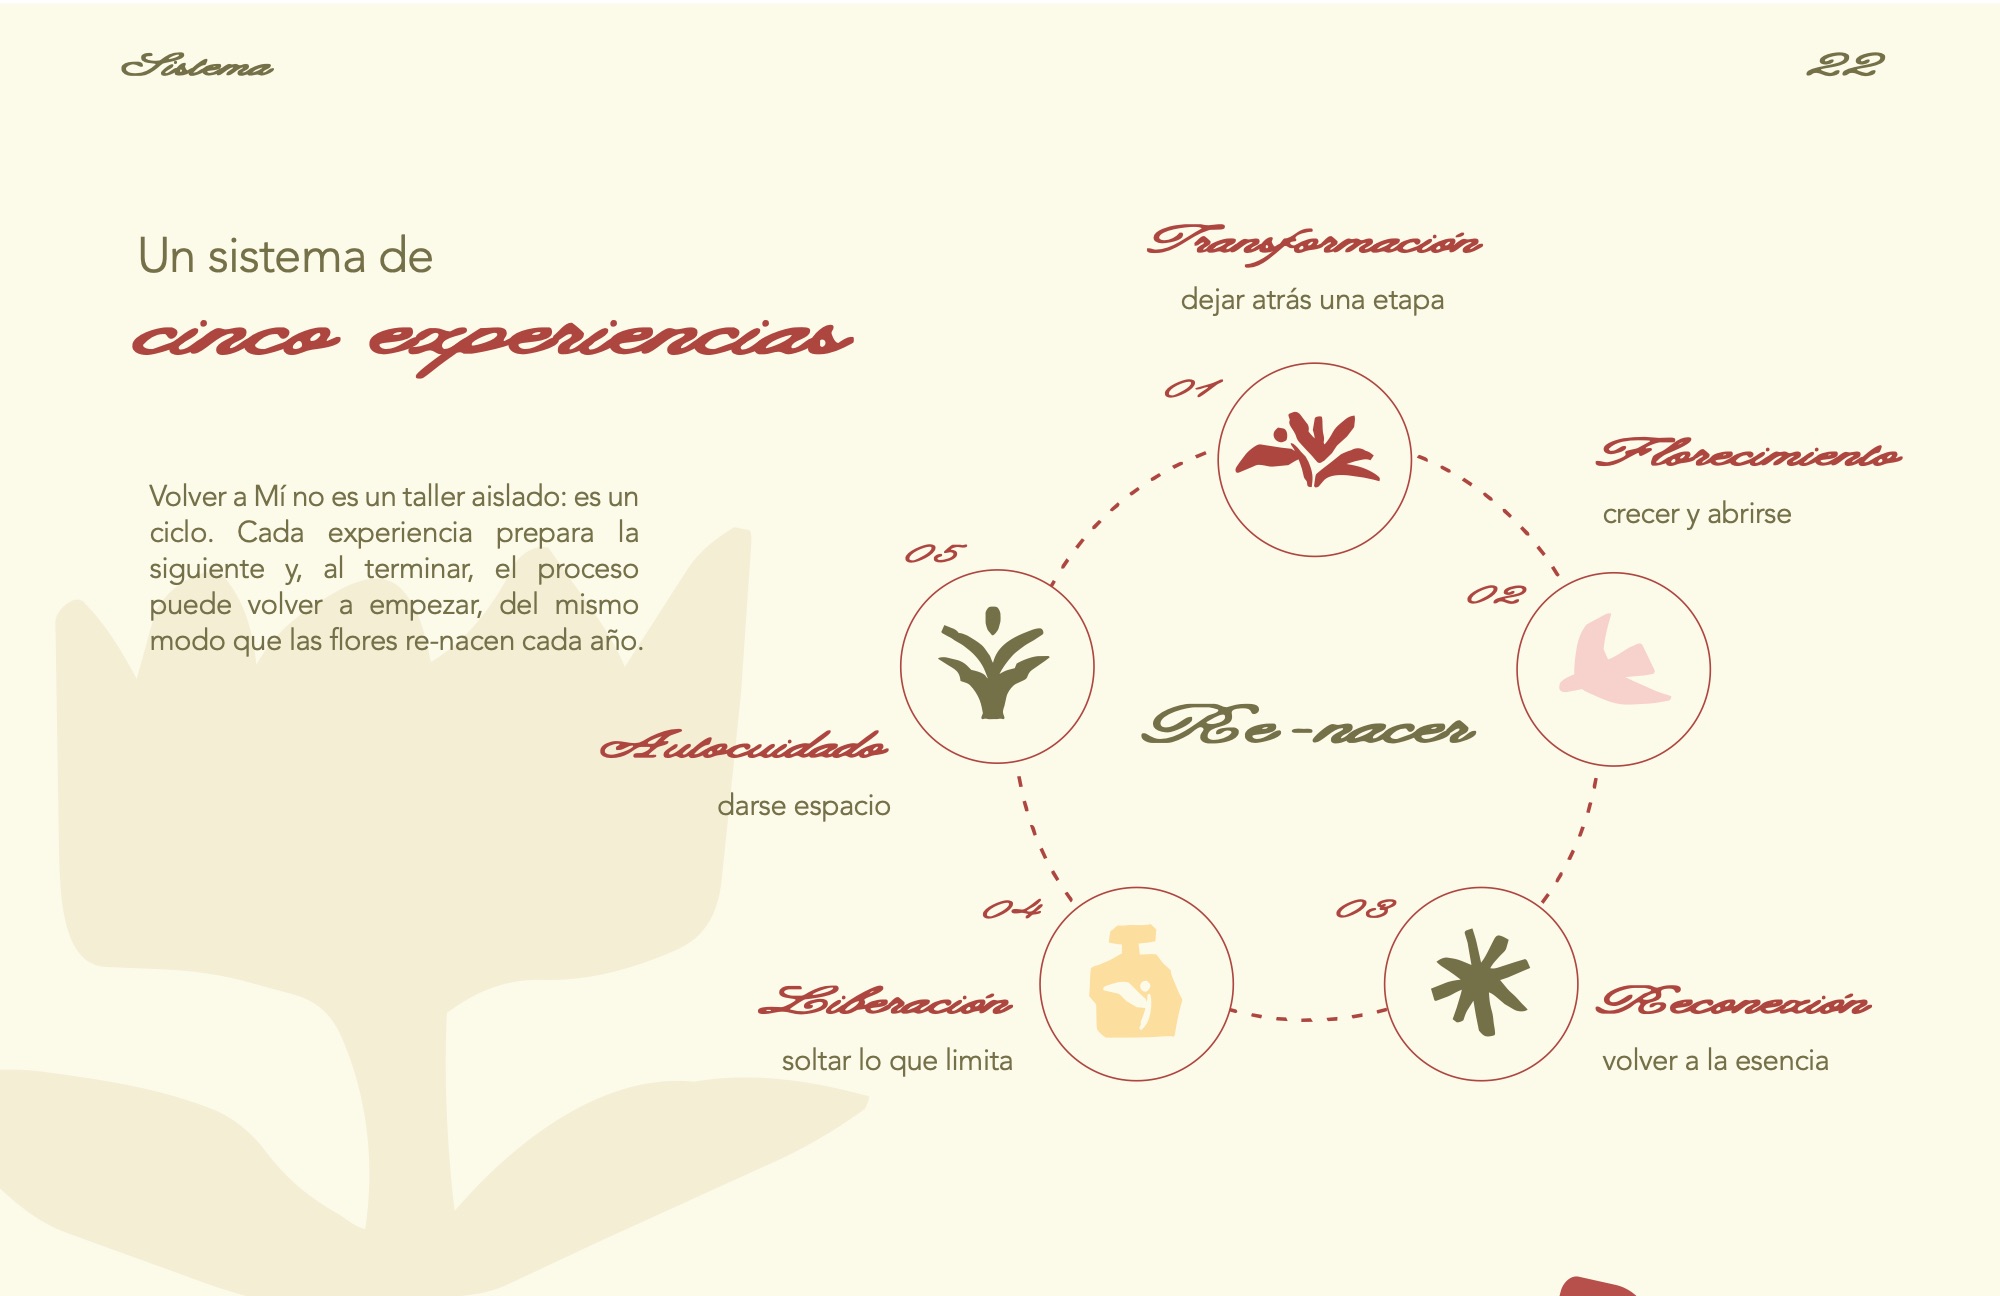 Sistema
22
Un sistema de
cinco experiencias
Volver a Mí no es un taller aislado: es un
ciclo. Cada experiencia prepara la
siguiente y, al terminar, el proceso
puede volver a empezar, del mismo
modo que las flores re-nacen cada año.
Transformación
dejar atrás una etapa
01
Florecimiento
crecer y abrirse
02
Re-nacer
03
Reconexión
volver a la esencia
04
Liberación
soltar lo que limita
05
Autocuidado
darse espacio